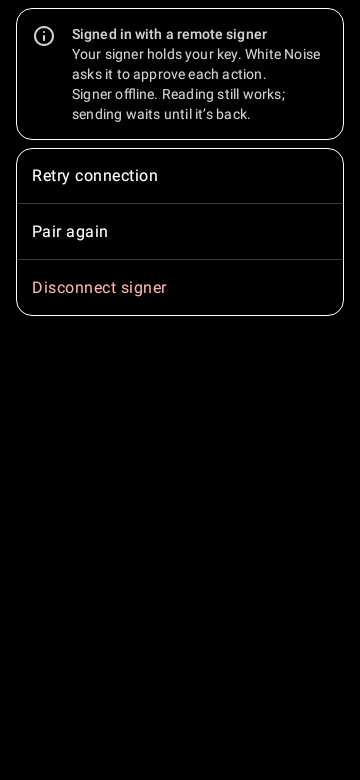 Signed in with a remote signer
Your signer holds your key. White Noise
asks it to approve each action.
Signer offline. Reading still works;
sending waits until it’s back.
Retry connection
Pair again
Disconnect signer